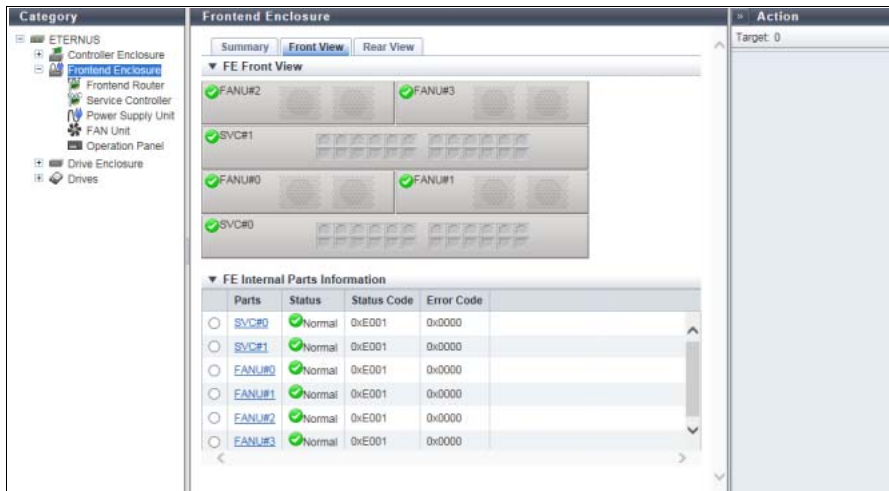 Category
ETERNUS
Controller Enclosure
Frontend Enclosure
Frontend Router
Service Controller
Power Supply Unit
FAN Unit
Operation Panel
Drive Enclosure
Drives
Frontend Enclosure
Summary Front View Rear View
▼ FE Front View
FANU#2 FANU#3
SVC#1
FANU#0 FANU#1
SVC#0
▼ FE Internal Parts Information
Parts Status Status Code Error Code
SVC#0 Normal 0xE001 0x0000
SVC#1 Normal 0xE001 0x0000
FANU#0 Normal 0xE001 0x0000
FANU#1 Normal 0xE001 0x0000
FANU#2 Normal 0xE001 0x0000
FANU#3 Normal 0xE001 0x0000
» Action
Target: 0